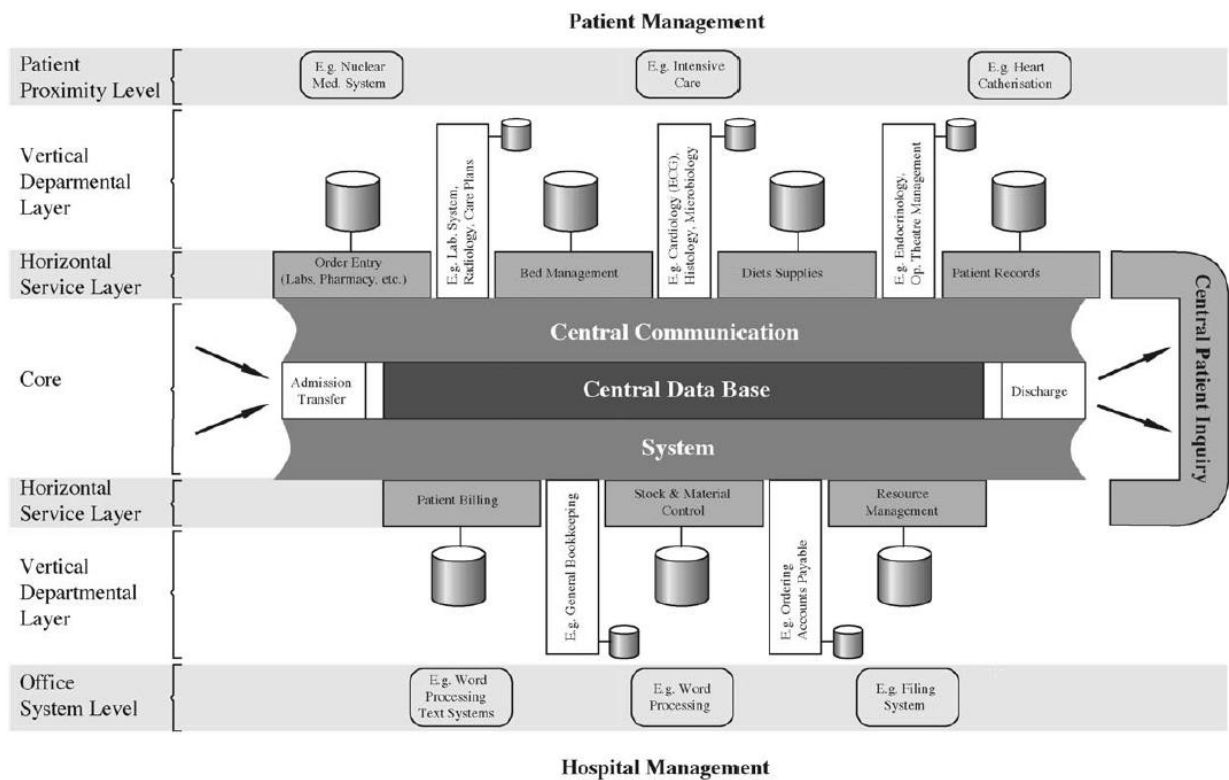 Patient Management
Patient
Proximity Level
E.g. Nuclear
Med. System
E.g. Intensive
Care
E.g. Heart
Catherisation
Vertical
Deparmental
Layer
E.g. Lab. System,
Radiology, Care Plans
E.g. Cardiology (ECG),
Histology, Microbiology
E.g. Endocrinology,
Op. Theatre Management
Horizontal
Service Layer
Order Entry
(Labs, Pharmacy, etc.)
Bed Management
Diets Supplies
Patient Records
Central Patient Inquiry
Core
Central Communication
Admission
Transfer
Central Data Base
Discharge
System
Horizontal
Service Layer
Patient Billing
Stock & Material
Control
Resource
Management
Vertical
Departmental
Layer
E.g. General Bookkeeping
E.g. Ordering
Accounts Payable
Office
System Level
E.g. Word
Processing
Text Systems
E.g. Word
Processing
E.g. Filing
System
Hospital Management